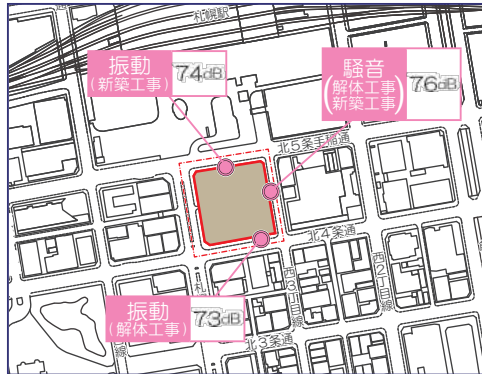 札幌駅
振動
(新築工事)
74dB
騒音
(解体工事
新築工事)
76dB
北5条手稲通
北4条通
西3丁目線
西2丁目線
振動
(解体工事)
73dB
北3条通